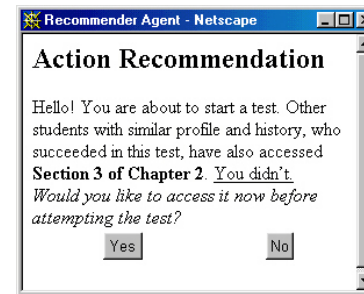 Recommender Agent - Netscape
Action Recommendation
Hello! You are about to start a test. Other
students with similar profile and history, who
succeeded in this test, have also accessed
Section 3 of Chapter 2. You didn't.
Would you like to access it now before
attempting the test?
Yes No